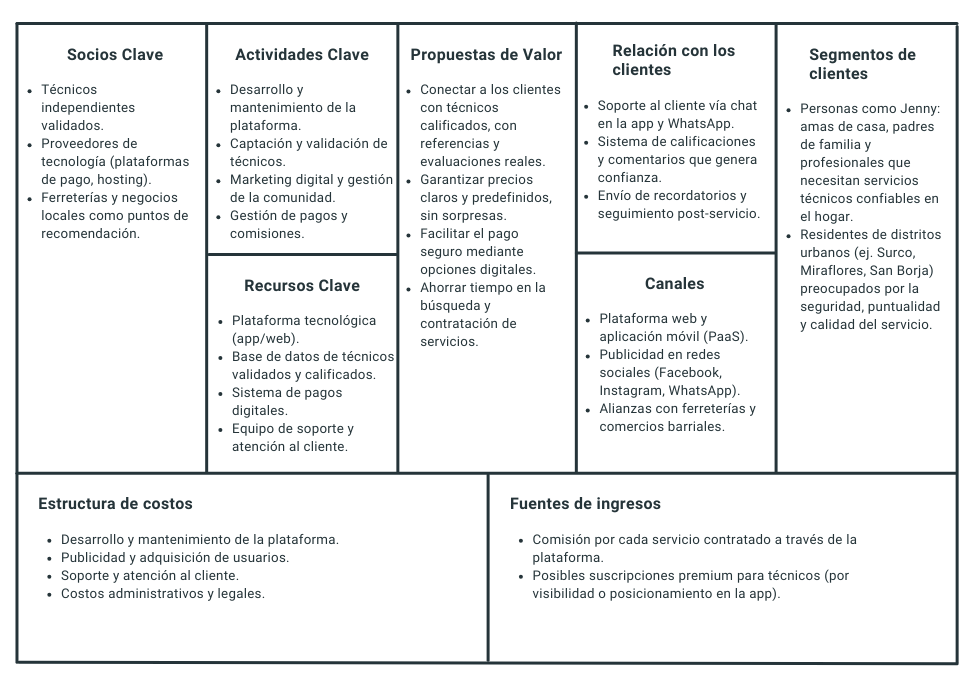 Socios Clave
• Técnicos
independientes
validados.
• Proveedores de
tecnología (plataformas
de pago, hosting).
• Ferreterías y negocios
locales como puntos de
recomendación.
Actividades Clave
• Desarrollo y
mantenimiento de la
plataforma.
• Captación y validación de
técnicos.
• Marketing digital y gestión
de la comunidad.
• Gestión de pagos y
comisiones.
Recursos Clave
• Plataforma tecnológica
(app/web).
• Base de datos de técnicos
validados y calificados.
• Sistema de pagos
digitales.
• Equipo de soporte y
atención al cliente.
Propuestas de Valor
• Conectar a los clientes
con técnicos
calificados, con
referencias y
evaluaciones reales.
• Garantizar precios
claros y predefinidos,
sin sorpresas.
• Facilitar el pago
seguro mediante
opciones digitales.
• Ahorrar tiempo en la
búsqueda y
contratación de
servicios.
Relación con los
clientes
• Soporte al cliente vía chat
en la app y WhatsApp.
• Sistema de calificaciones
y comentarios que genera
confianza.
• Envío de recordatorios y
seguimiento post-servicio.
Canales
• Plataforma web y
aplicación móvil (PaaS).
• Publicidad en redes
sociales (Facebook,
Instagram, WhatsApp).
• Alianzas con ferreterías y
comercios barriales.
Segmentos de
clientes
• Personas como Jenny:
amas de casa, padres
de familia y
profesionales que
necesitan servicios
técnicos confiables en
el hogar.
• Residentes de distritos
urbanos (ej. Surco,
Miraflores, San Borja)
preocupados por la
seguridad, puntualidad
y calidad del servicio.
Estructura de costos
• Desarrollo y mantenimiento de la plataforma.
• Publicidad y adquisición de usuarios.
• Soporte y atención al cliente.
• Costos administrativos y legales.
Fuentes de ingresos
• Comisión por cada servicio contratado a través de la
plataforma.
• Posibles suscripciones premium para técnicos (por
visibilidad o posicionamiento en la app).